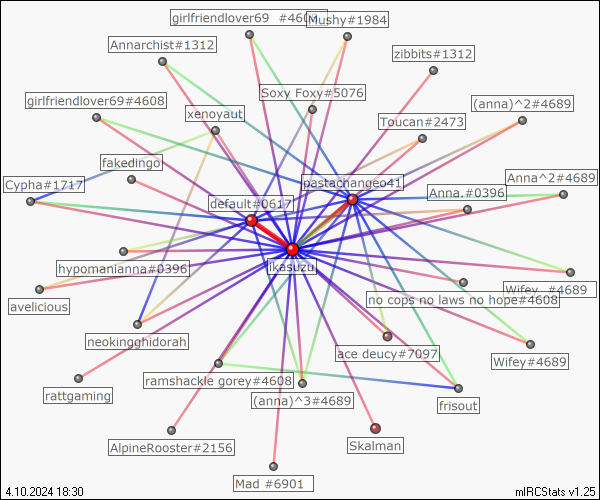 girlfriendlover69 #4608
Mushy#1984
Annarchist#1312
zibbits#1312
Soxy Foxy#5076
girlfriendlover69#4608
(anna)^2#4689
xenoyaut
Toucan#2473
fakedingo
Anna^2#4689
Cypha#1717
pastachangeo41
Anna.#0396
default#0617
ikasuzu
hypomanianna#0396
Wifey_ #4689
no cops no laws no hope#4608
avelicious
neokingghidorah
ace deucy#7097
Wifey#4689
ramshackle gorey#4608
rattgaming
(anna)^3#4689
frisout
AlpineRooster#2156
Skalman
Mad #6901
4.10.2024 18:30
mIRCStats v1.25